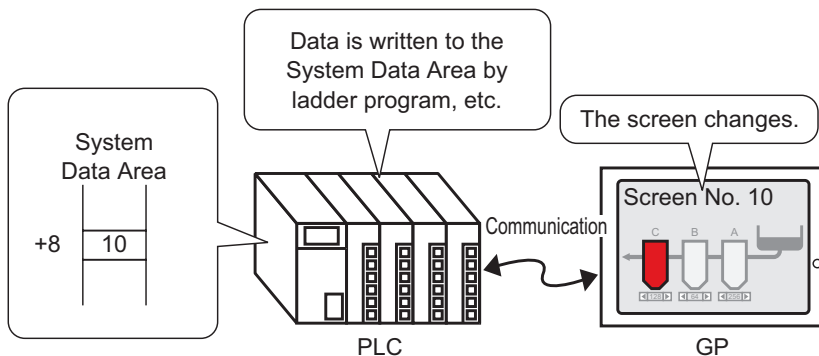 Data is written to the
System Data Area by
ladder program, etc.
System
Data Area
+8
10
The screen changes.
Screen No. 10
C
B
A
Communication
PLC
GP